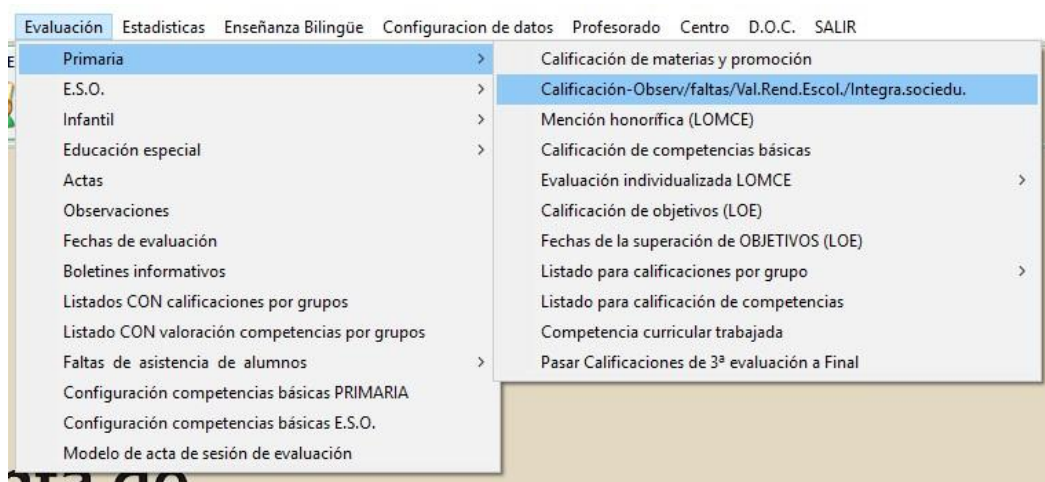 Evaluación Estadisticas Enseñanza Bilingüe Configuracion de datos Profesorado Centro D.O.C. SALIR
Primaria >
E.S.O. >
Infantil >
Educación especial >
Actas
Observaciones
Fechas de evaluación
Boletines informativos
Listados CON calificaciones por grupos
Listado CON valoración competencias por grupos
Faltas de asistencia de alumnos >
Configuración competencias básicas PRIMARIA
Configuración competencias básicas E.S.O.
Modelo de acta de sesión de evaluación
Calificación de materias y promoción
Calificación-Observ/faltas/Val.Rend.Escol./Integra.sociedu.
Mención honorífica (LOMCE)
Calificación de competencias básicas
Evaluación individualizada LOMCE >
Calificación de objetivos (LOE)
Fechas de la superación de OBJETIVOS (LOE)
Listado para calificaciones por grupo >
Listado para calificación de competencias
Competencia curricular trabajada
Pasar Calificaciones de 3ª evaluación a Final